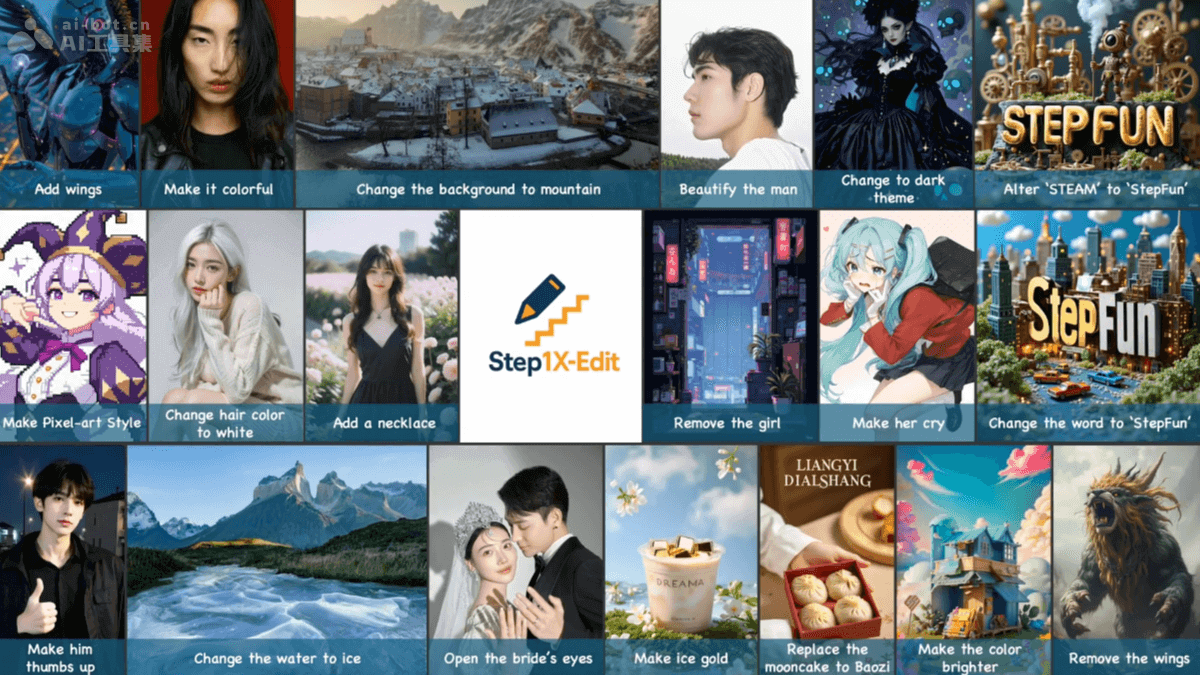 ai-bot.cn
AI工具集
Add wings
Make it colorful
Change the background to mountain
Beautify the man
Change to dark
theme
STEPFUN
Alter ‘STEAM’ to ‘StepFun’
Make Pixel-art Style
Change hair color
to white
Add a necklace
Step1X-Edit
Remove the girl
Make her cry
StepFun
Change the word to ‘StepFun’
Make him
thumbs up
Change the water to ice
Open the bride’s eyes
DREAMA
Make ice gold
LIANGYI
DIALSHANG
Replace the
mooncake to Baozi
Make the color
brighter
Remove the wings